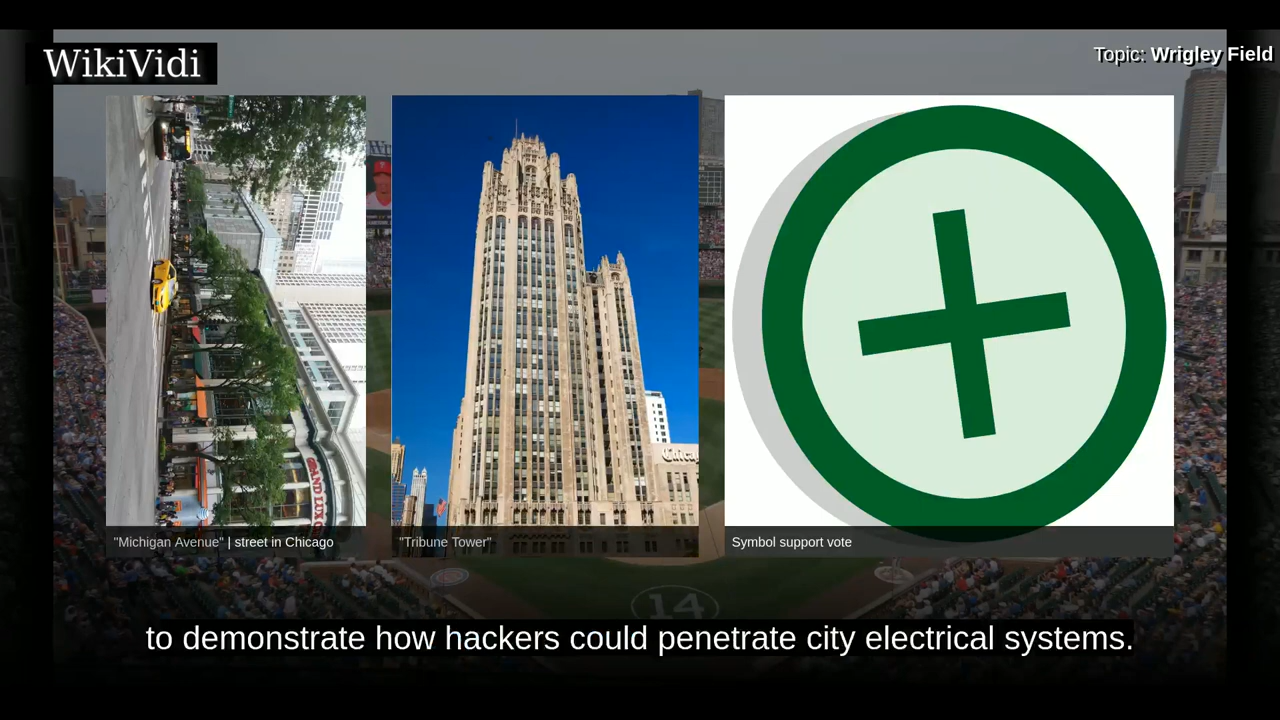 WikiVidi
Topic: Wrigley Field
"Michigan Avenue" | street in Chicago
"Tribune Tower"
Symbol support vote
14
to demonstrate how hackers could penetrate city electrical systems.